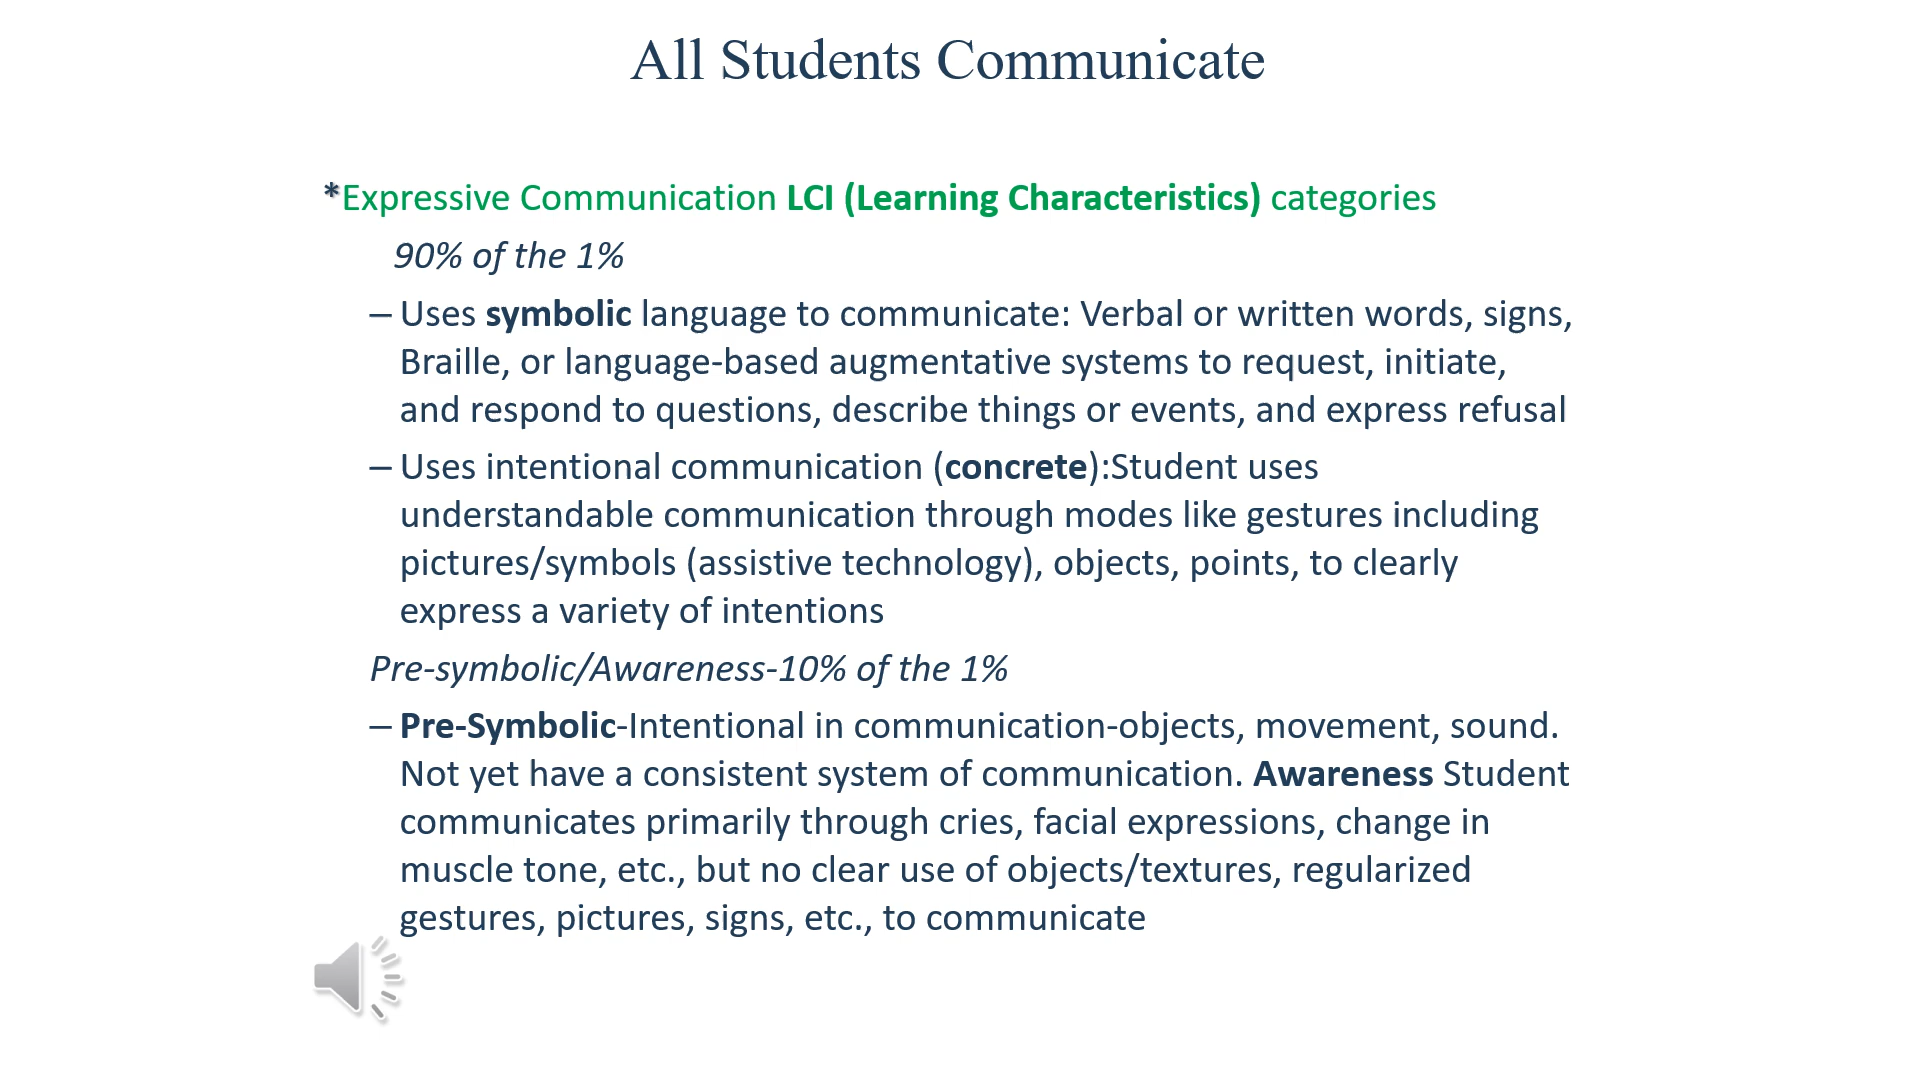 All Students Communicate
*Expressive Communication LCI (Learning Characteristics) categories
90% of the 1%
– Uses symbolic language to communicate: Verbal or written words, signs,
Braille, or language-based augmentative systems to request, initiate,
and respond to questions, describe things or events, and express refusal
– Uses intentional communication (concrete):Student uses
understandable communication through modes like gestures including
pictures/symbols (assistive technology), objects, points, to clearly
express a variety of intentions
Pre-symbolic/Awareness-10% of the 1%
– Pre-Symbolic-Intentional in communication-objects, movement, sound.
Not yet have a consistent system of communication. Awareness Student
communicates primarily through cries, facial expressions, change in
muscle tone, etc., but no clear use of objects/textures, regularized
gestures, pictures, signs, etc., to communicate